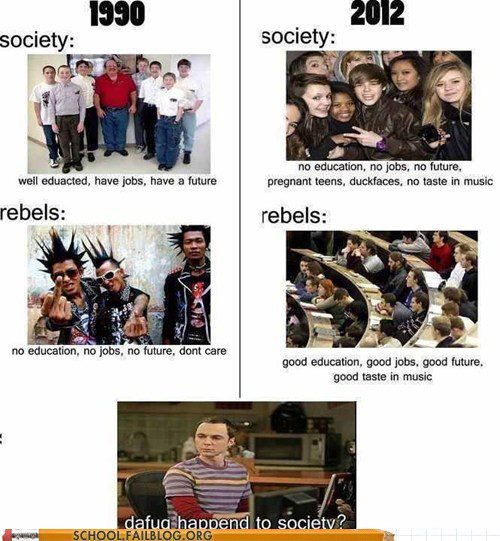 1990
society:
well eduacted, have jobs, have a future
rebels:
no education, no jobs, no future, dont care
2012
society:
no education, no jobs, no future,
pregnant teens, duckfaces, no taste in music
rebels:
good education, good jobs, good future,
good taste in music
dafuq happend to society?
SCHOOL.FAILBLOG.ORG